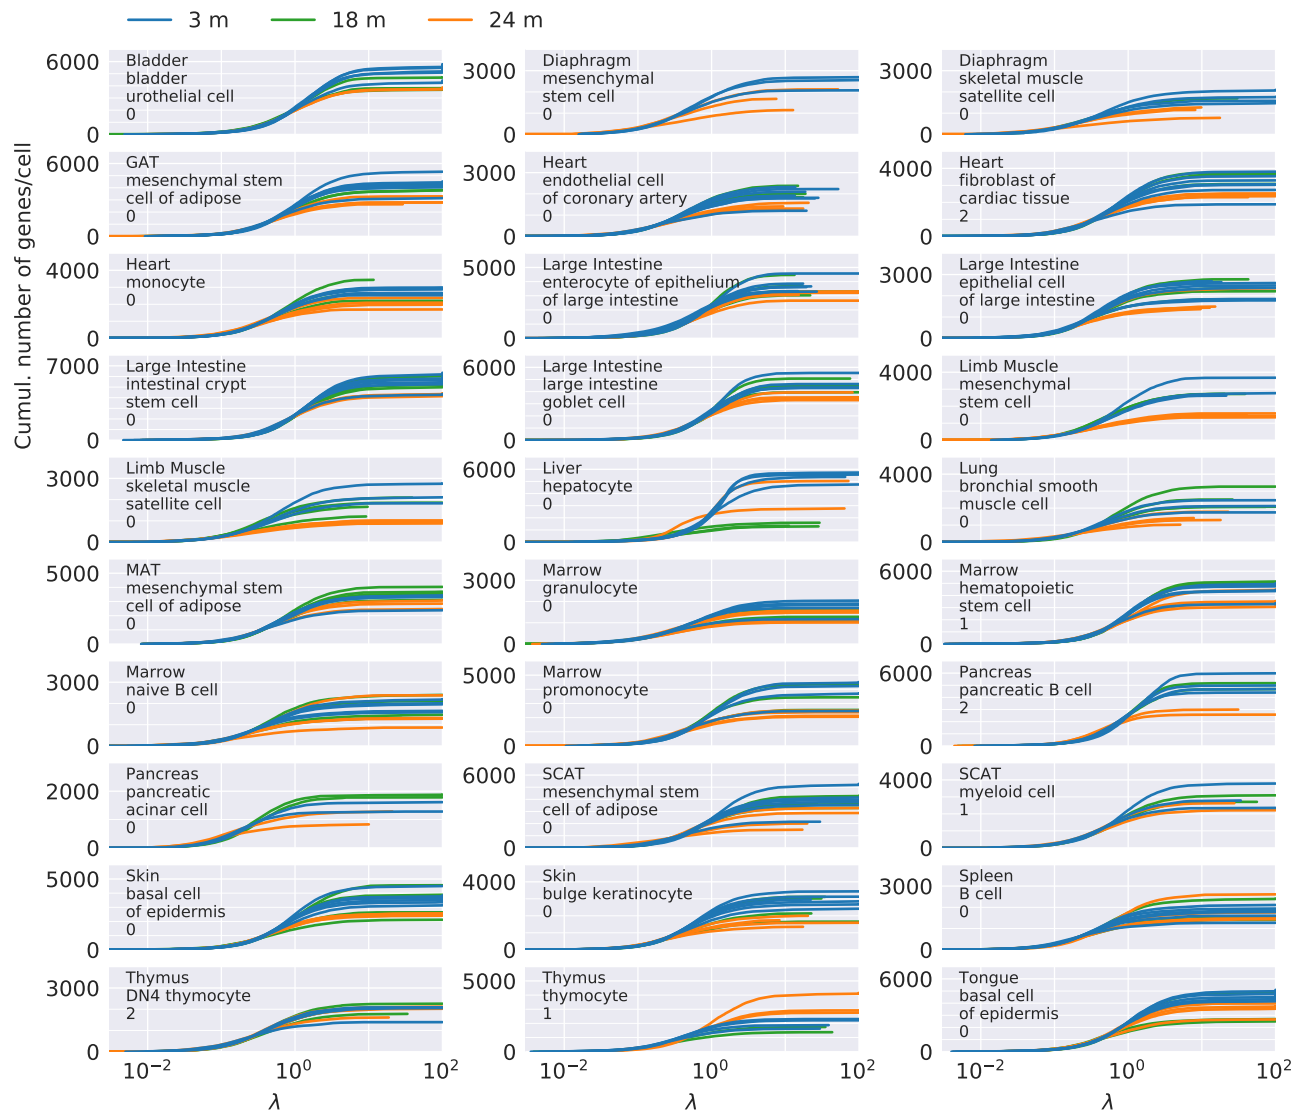 3 m
18 m
24 m
Cumul. number of genes/cell
6000
0
Bladder
bladder
urothelial cell
0
3000
0
Diaphragm
mesenchymal
stem cell
0
3000
0
Diaphragm
skeletal muscle
satellite cell
0
6000
0
GAT
mesenchymal stem
cell of adipose
0
3000
0
Heart
endothelial cell
of coronary artery
0
4000
2000
0
Heart
fibroblast of
cardiac tissue
2
4000
0
Heart
monocyte
0
5000
0
Large Intestine
enterocyte of epithelium
of large intestine
0
3000
0
Large Intestine
epithelial cell
of large intestine
0
7000
0
Large Intestine
intestinal crypt
stem cell
0
6000
0
Large Intestine
large intestine
goblet cell
0
4000
0
Limb Muscle
mesenchymal
stem cell
0
3000
0
Limb Muscle
skeletal muscle
satellite cell
0
6000
0
Liver
hepatocyte
0
4000
0
Lung
bronchial smooth
muscle cell
0
5000
0
MAT
mesenchymal stem
cell of adipose
0
3000
0
Marrow
granulocyte
0
6000
0
Marrow
hematopoietic
stem cell
1
3000
0
Marrow
naive B cell
0
5000
0
Marrow
promonocyte
0
6000
0
Pancreas
pancreatic B cell
2
2000
0
Pancreas
pancreatic
acinar cell
0
6000
0
SCAT
mesenchymal stem
cell of adipose
0
4000
0
SCAT
myeloid cell
1
5000
0
Skin
basal cell
of epidermis
0
4000
0
Skin
bulge keratinocyte
0
3000
0
Spleen
B cell
0
3000
0
Thymus
DN4 thymocyte
2
5000
0
Thymus
thymocyte
1
6000
0
Tongue
basal cell
of epidermis
0
10⁻² 10⁰ 10²
10⁻² 10⁰ 10²
10⁻² 10⁰ 10²
λ
λ
λ